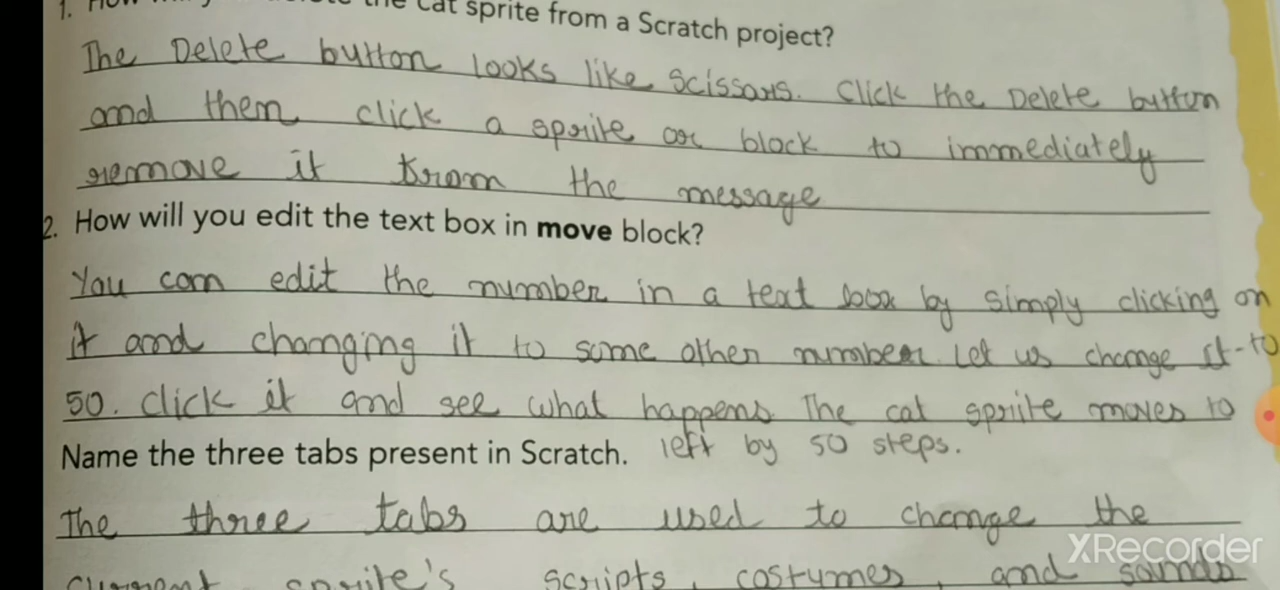 1. How the cat sprite from a Scratch project?
The Delete button looks like Scissors. Click the Delete button
and them click a sprite or block to immediately
remove it from the message
2. How will you edit the text box in move block?
You can edit the number in a text box by simply clicking on
it and changing it to some other number. Let us change it to
50. Click it and see what happens. The cat sprite moves to
left by 50 steps.
Name the three tabs present in Scratch.
The three tabs are used to change the
current sprite's scripts, costumes, and sounds
XRecorder